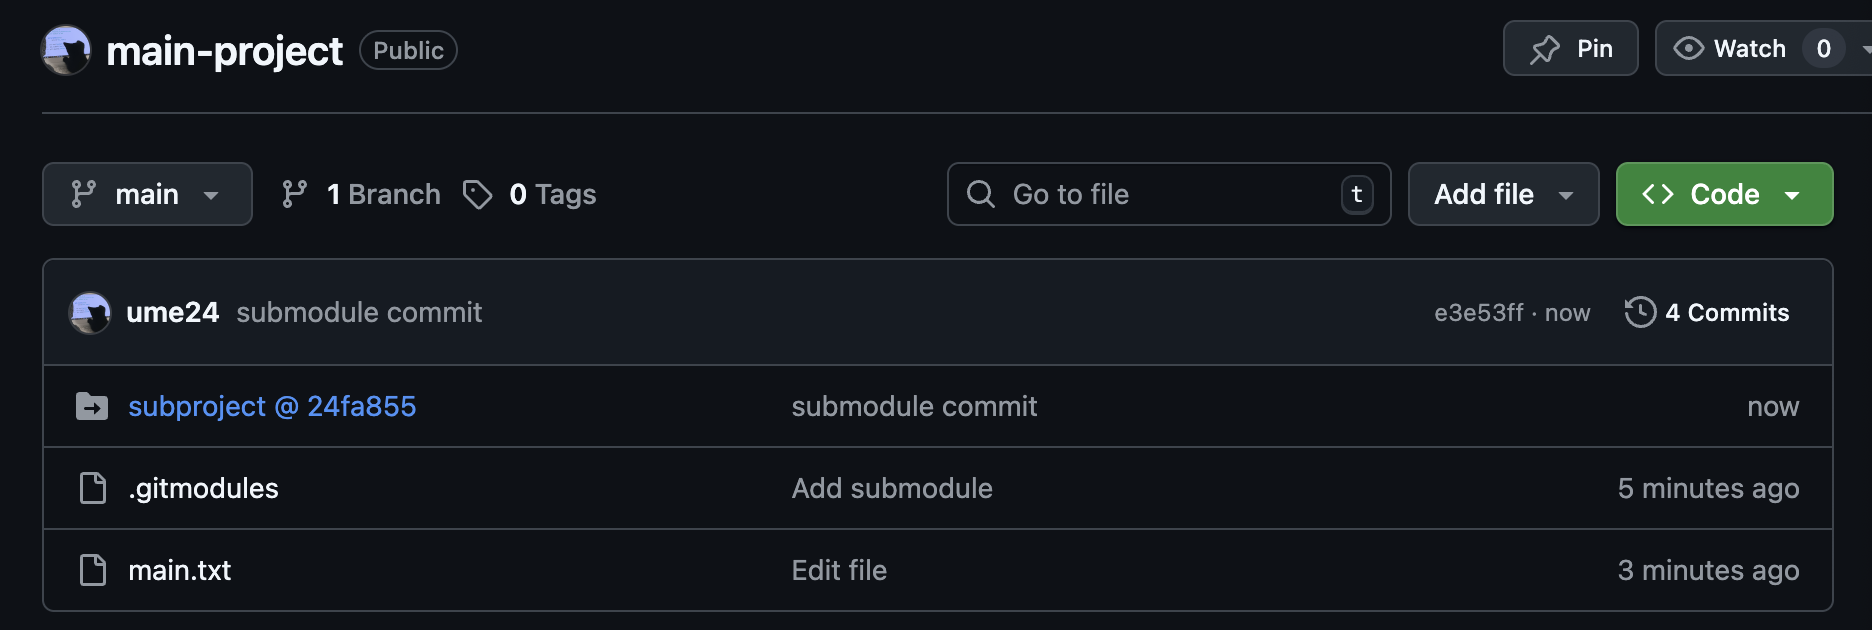 main-project Public Pin Watch 0
main 1 Branch 0 Tags Go to file t Add file Code
ume24 submodule commit e3e53ff · now 4 Commits
subproject @ 24fa855 submodule commit now
.gitmodules Add submodule 5 minutes ago
main.txt Edit file 3 minutes ago